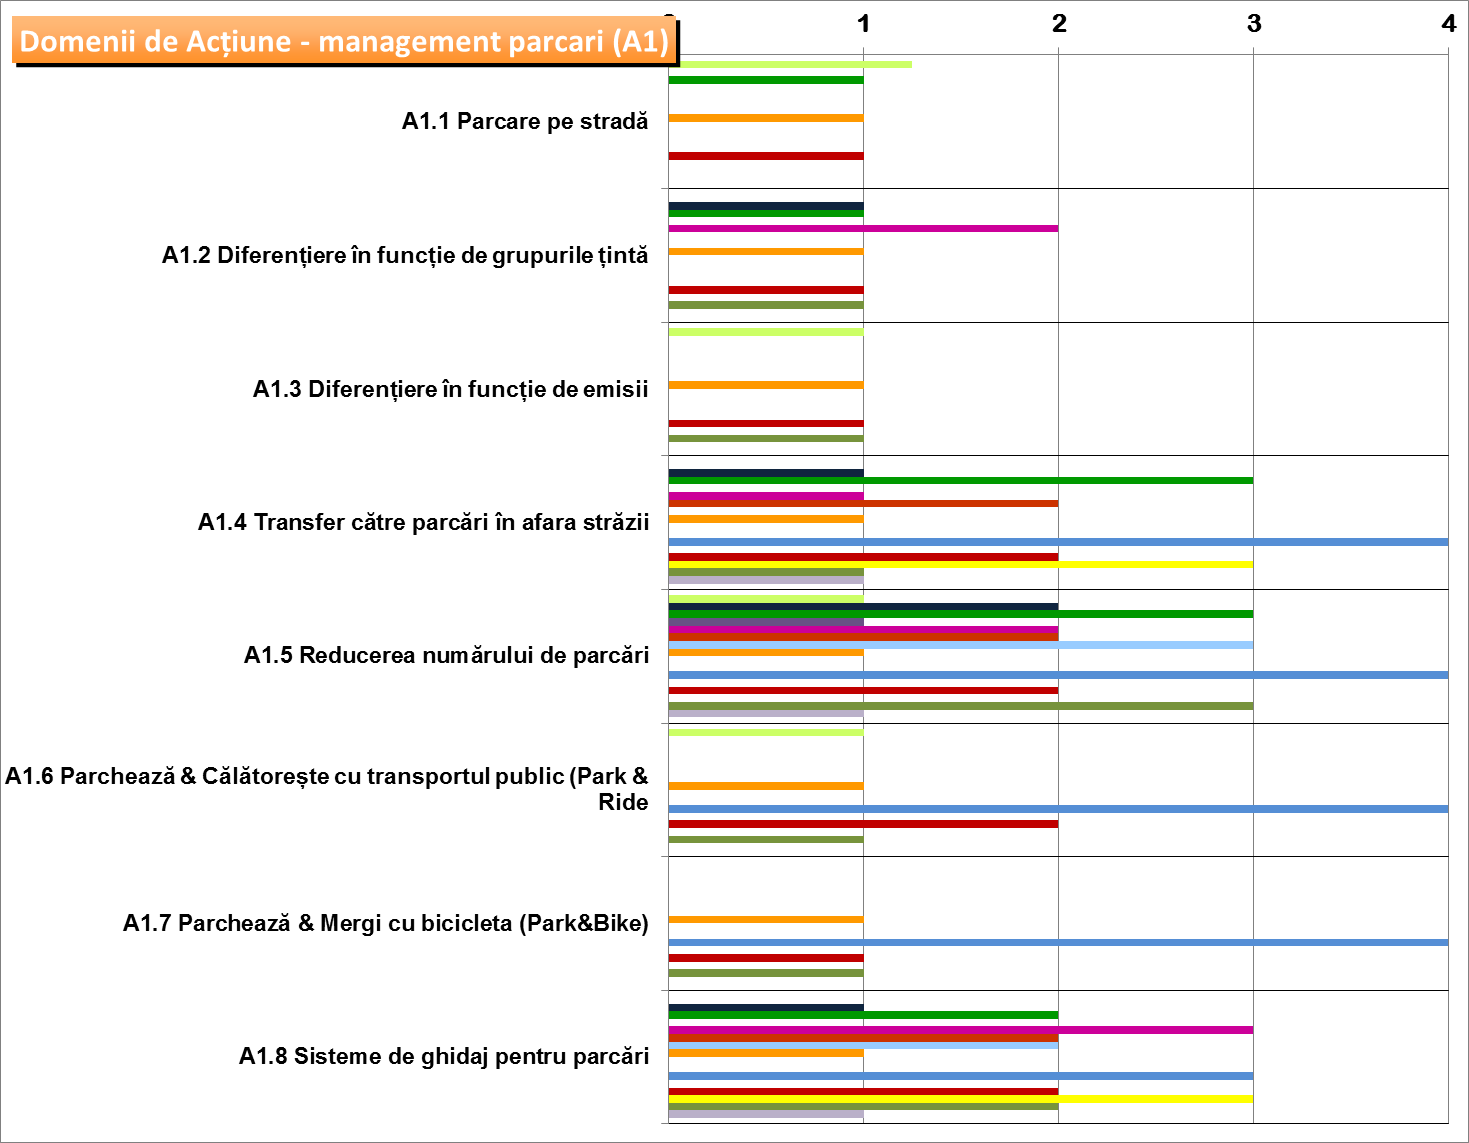 0 1 2 3 4
Domenii de Acțiune - management parcari (A1)
A1.1 Parcare pe stradă
A1.2 Diferențiere în funcție de grupurile țintă
A1.3 Diferențiere în funcție de emisii
A1.4 Transfer către parcări în afara străzii
A1.5 Reducerea numărului de parcări
A1.6 Parchează & Călătorește cu transportul public (Park &
Ride
A1.7 Parchează & Mergi cu bicicleta (Park&Bike)
A1.8 Sisteme de ghidaj pentru parcări